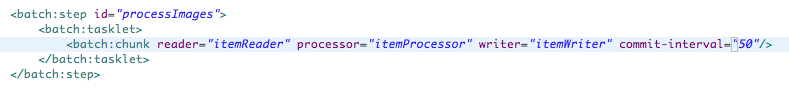 <batch:step id="processImages">
<batch:tasklet>
<batch:chunk reader="itemReader" processor="itemProcessor" writer="itemWriter" commit-interval="50"/>
</batch:tasklet>
</batch:step>